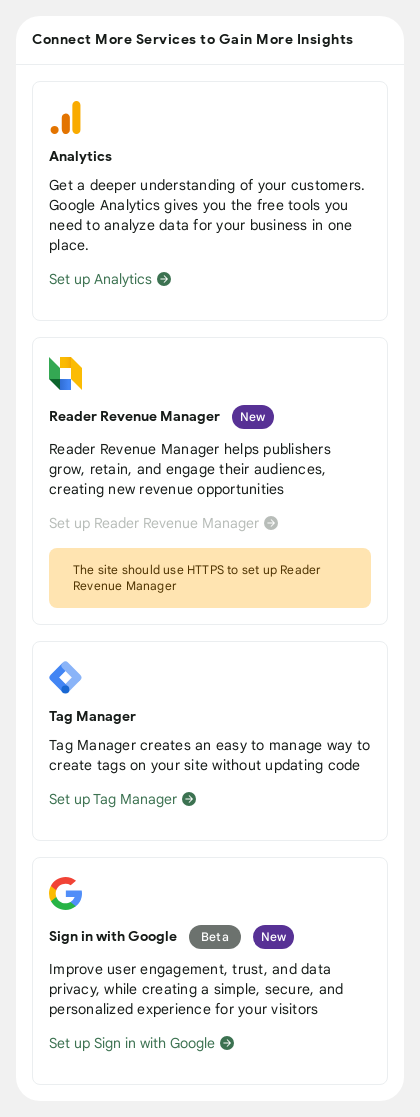 Connect More Services to Gain More Insights
Analytics
Get a deeper understanding of your customers.
Google Analytics gives you the free tools you
need to analyze data for your business in one
place.
Set up Analytics
Reader Revenue Manager New
Reader Revenue Manager helps publishers
grow, retain, and engage their audiences,
creating new revenue opportunities
Set up Reader Revenue Manager
The site should use HTTPS to set up Reader
Revenue Manager
Tag Manager
Tag Manager creates an easy to manage way to
create tags on your site without updating code
Set up Tag Manager
Sign in with Google Beta New
Improve user engagement, trust, and data
privacy, while creating a simple, secure, and
personalized experience for your visitors
Set up Sign in with Google